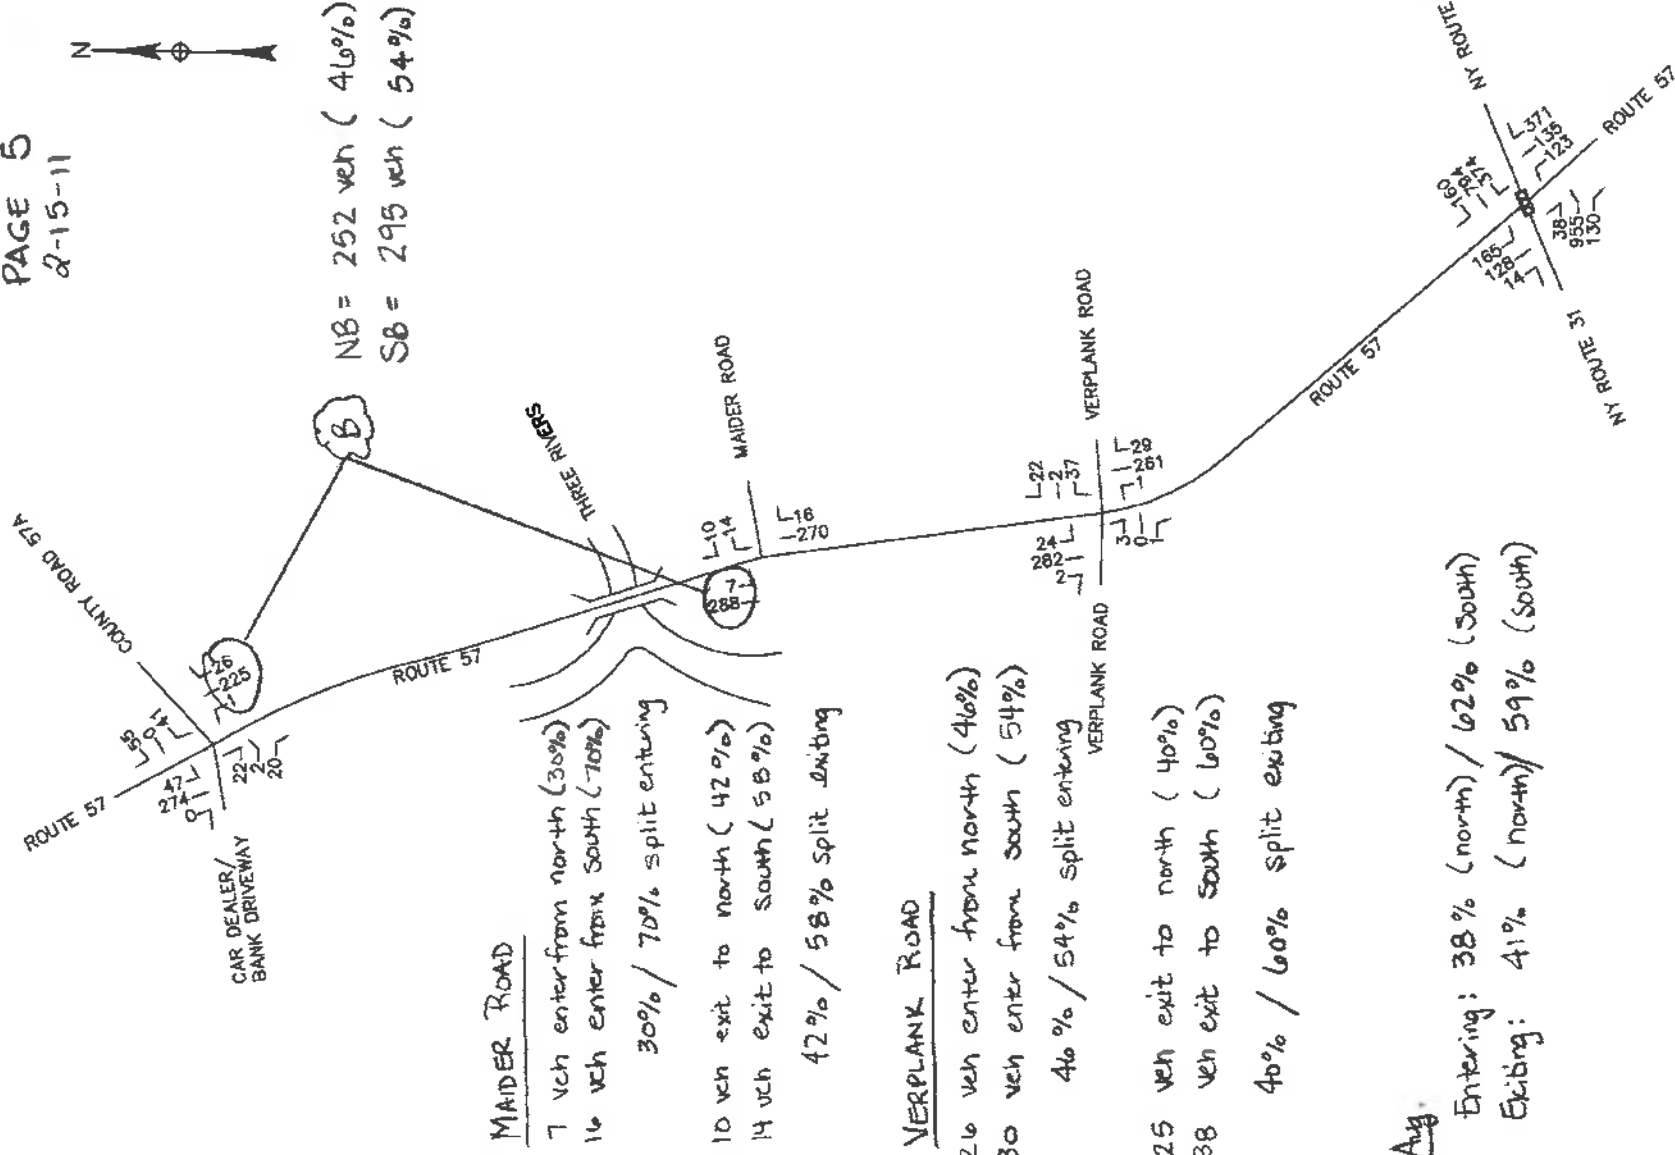 PAGE 5
2-15-11
N
NB = 252 veh (46%)
SB = 295 veh (54%)
B
COUNTY ROAD 57A
26
225
1
55
0
41
47
274
0
22
2
20
ROUTE 57
CAR DEALER/
BANK DRIVEWAY
ROUTE 57
THREE RIVERS
MAIDER ROAD
10
14
7
288
16
270
VERPLANK ROAD
22
2
37
24
282
2
29
261
1
3
0
1
VERPLANK ROAD
ROUTE 57
NY ROUTE
371
135
123
160
574
165
128
14
38
955
130
ROUTE 57
NY ROUTE 31
MAIDER ROAD
7 veh enter from north (30%)
16 veh enter from south (70%)
30% / 70% split entering
10 veh exit to north (42%)
14 veh exit to south (58%)
42% / 58% split exiting
VERPLANK ROAD
26 veh enter from north (46%)
30 veh enter from south (54%)
46% / 54% split entering
25 veh exit to north (40%)
38 veh exit to south (60%)
40% / 60% split exiting
Avg.
Entering: 38% (north) / 62% (south)
Exiting: 41% (north) / 59% (south)